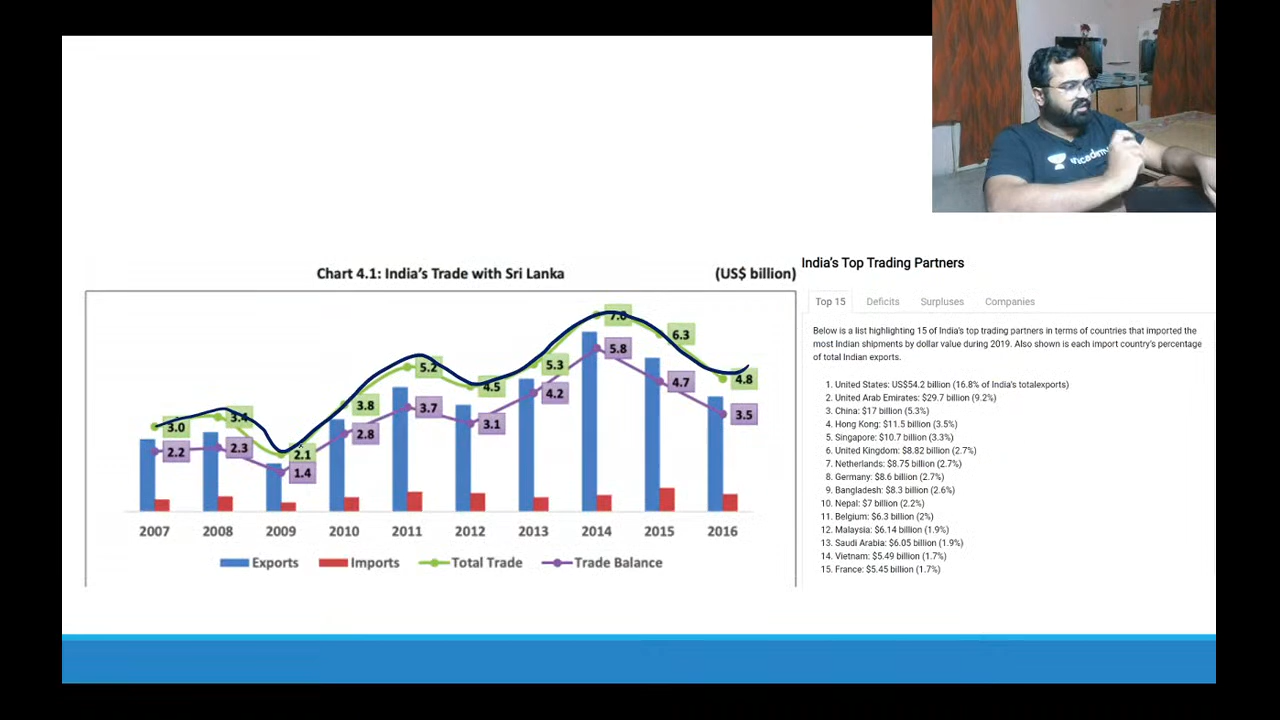 unacademy
Chart 4.1: India's Trade with Sri Lanka (US$ billion)
7.6
6.3
5.8
5.2
5.3
4.8
4.7
4.5
4.2
3.8
3.7
3.5
3.4
3.1
3.0
2.8
2.3
2.2
2.1
1.4
2007 2008 2009 2010 2011 2012 2013 2014 2015 2016
Exports Imports Total Trade Trade Balance
India's Top Trading Partners
Top 15 Deficits Surpluses Companies
Below is a list highlighting 15 of India's top trading partners in terms of countries that imported the
most Indian shipments by dollar value during 2019. Also shown is each import country's percentage
of total Indian exports.
1. United States: US$54.2 billion (16.8% of India's totalexports)
2. United Arab Emirates: $29.7 billion (9.2%)
3. China: $17 billion (5.3%)
4. Hong Kong: $11.5 billion (3.5%)
5. Singapore: $10.7 billion (3.3%)
6. United Kingdom: $8.82 billion (2.7%)
7. Netherlands: $8.75 billion (2.7%)
8. Germany: $8.6 billion (2.7%)
9. Bangladesh: $8.3 billion (2.6%)
10. Nepal: $7 billion (2.2%)
11. Belgium: $6.3 billion (2%)
12. Malaysia: $6.14 billion (1.9%)
13. Saudi Arabia: $6.05 billion (1.9%)
14. Vietnam: $5.49 billion (1.7%)
15. France: $5.45 billion (1.7%)